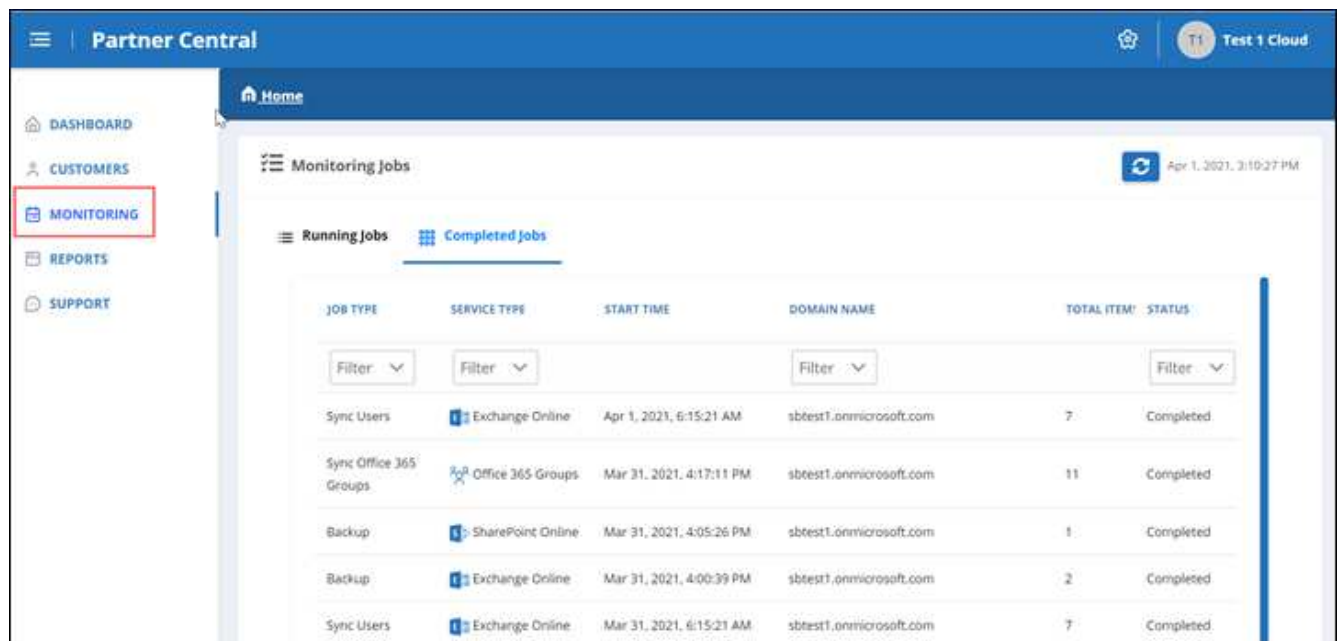 Partner Central
T1 Test 1 Cloud
Home
DASHBOARD
CUSTOMERS
MONITORING
REPORTS
SUPPORT
Monitoring Jobs
Apr 1, 2021, 3:10:27 PM
Running Jobs Completed Jobs
JOB TYPE SERVICE TYPE START TIME DOMAIN NAME TOTAL ITEM STATUS
Filter Filter Filter Filter
Sync Users Exchange Online Apr 1, 2021, 6:15:21 AM sbtest1.onmicrosoft.com 7 Completed
Sync Office 365
Groups Office 365 Groups Mar 31, 2021, 4:17:11 PM sbtest1.onmicrosoft.com 11 Completed
Backup SharePoint Online Mar 31, 2021, 4:05:26 PM sbtest1.onmicrosoft.com 1 Completed
Backup Exchange Online Mar 31, 2021, 4:00:39 PM sbtest1.onmicrosoft.com 2 Completed
Sync Users Exchange Online Mar 31, 2021, 6:15:21 AM sbtest1.onmicrosoft.com 7 Completed